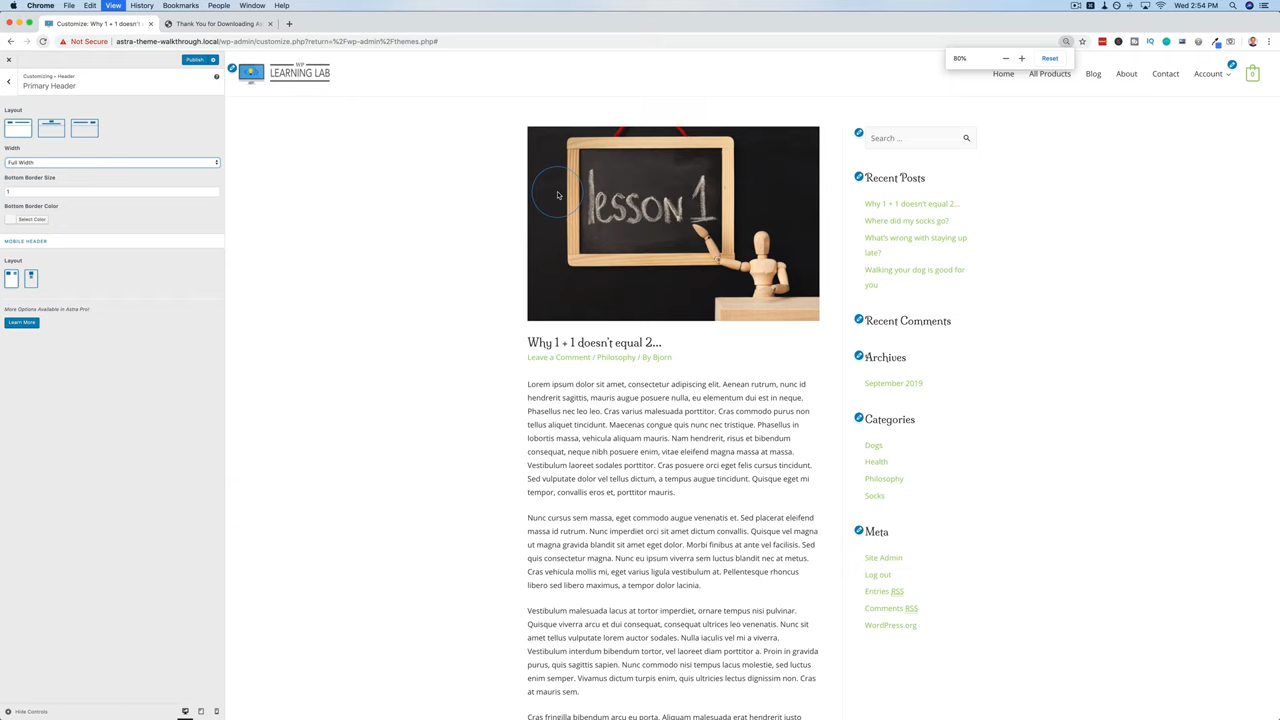 Chrome File Edit View History Bookmarks People Window Help
Wed 2:54 PM
Customize: Why 1 + 1 doesn't
Thank You for Downloading As
Not Secure astra-theme-walkthrough.local/wp-admin/customize.php?return=%2Fwp-admin%2Fthemes.php#
80% Reset
Publish
Customizing ▸ Header
Primary Header
Layout
Width
Full Width
Bottom Border Size
1
Bottom Border Color
Select Color
MOBILE HEADER
Layout
More Options Available in Astra Pro!
Learn More
Hide Controls
WP
LEARNING LAB
Home All Products Blog About Contact Account 0
lesson 1
Why 1 + 1 doesn't equal 2...
Leave a Comment / Philosophy / By Bjorn
Lorem ipsum dolor sit amet, consectetur adipiscing elit. Aenean rutrum, nunc id
hendrerit sagittis, mauris augue posuere nulla, eu elementum dui est in neque.
Phasellus nec leo leo. Cras varius malesuada porttitor. Cras commodo purus non
tellus aliquet tincidunt. Maecenas congue quis nunc nec tristique. Phasellus in
lobortis massa, vehicula aliquam mauris. Nam hendrerit, risus et bibendum
consequat, neque nibh posuere enim, vitae eleifend magna massa at massa.
Vestibulum laoreet sodales porttitor. Cras posuere orci eget felis cursus tincidunt.
Sed vulputate dolor vel tellus dictum, a tempus augue tincidunt. Quisque eget mi
tempor, convallis eros et, porttitor mauris.
Nunc cursus sem massa, eget commodo augue venenatis et. Sed placerat eleifend
massa id rutrum. Nunc imperdiet orci sit amet dictum convallis. Quisque vel magna
ut magna gravida blandit sit amet eget dolor. Morbi finibus at ante vel facilisis. Sed
quis consectetur magna. Nunc eu ipsum viverra sem luctus blandit ac at metus.
Cras vehicula mollis mi, eget varius ligula vestibulum at. Pellentesque rhoncus
libero sed libero maximus, a tempor dolor lacinia.
Vestibulum malesuada lacus at tortor imperdiet, ornare tempus nisi pulvinar.
Quisque viverra arcu et dui consequat, consequat ultrices leo venenatis. Nunc sit
amet tellus lobortis lorem auctor sodales. Nulla iaculis vel mi a viverra.
Vestibulum interdum bibendum tortor, vel laoreet diam porttitor a. Proin in gravida
purus, quis sagittis sapien. Nunc commodo nisi tempus lacus molestie, sed luctus
enim semper. Vivamus dictum turpis enim, quis ultricies lectus dignissim non. Cras
at mauris sem.
Cras fringilla bibendum arcu eu porta. Aliquam malesuada enim sed lacus iusto
Search ...
Recent Posts
Why 1 + 1 doesn't equal 2...
Where did my socks go?
What's wrong with staying up
late?
Walking your dog is good for
you
Recent Comments
Archives
September 2019
Categories
Dogs
Health
Philosophy
Socks
Meta
Site Admin
Log out
Entries RSS
Comments RSS
WordPress.org